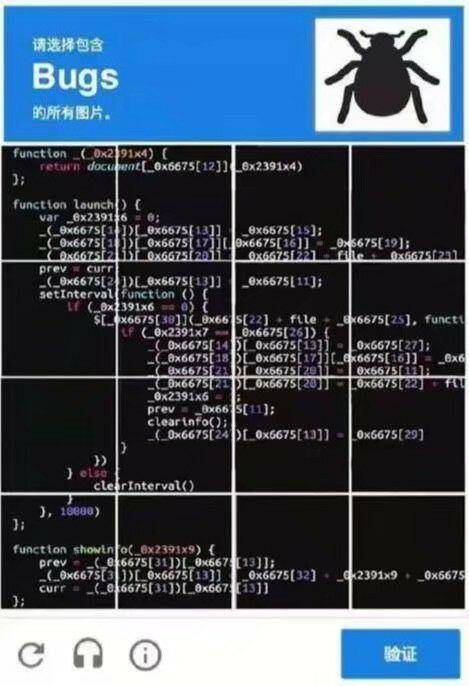 请选择包含
Bugs
的所有图片。
function _(_0x2391x4) {
return document[_0x6675[12]](_0x2391x4)
};
function launch() {
var _0x2391x6 = 0;
_(_0x6675[14])[_0x6675[13]] = _0x6675[15];
_(_0x6675[18])[_0x6675[17]][_0x6675[16]] = _0x6675[19];
_(_0x6675[21])[_0x6675[20]] = _0x6675[22] + file + _0x6675[23]
prev = curr
_(_0x6675[24])[_0x6675[13]] = _0x6675[11];
setInterval(function () {
if (_0x2391x6 == 0) {
$[_0x6675[30]](_0x6675[22] + file + _0x6675[25], functi
if (_0x2391x7 == _0x6675[26]) {
_(_0x6675[14])[_0x6675[13]] = _0x6675[27];
_(_0x6675[18])[_0x6675[17]][_0x6675[16]] = _0x6
_(_0x6675[21])[_0x6675[20]] = _0x6675[11];
_(_0x6675[21])[_0x6675[20]] = _0x6675[22] + fil
_0x2391x6 = ;
prev = _0x6675[11];
clearinfo();
_(_0x6675[24])[_0x6675[13]] = _0x6675[29]
}
})
} else {
clearInterval()
}
}, 10000)
};
function showinfo(_0x2391x9) {
prev = _(_0x6675[31])[_0x6675[13]];
_(_0x6675[31])[_0x6675[13]] = _0x6675[32] + _0x2391x9 + _0x6675
curr = _(_0x6675[31])[_0x6675[13]]
};
验证